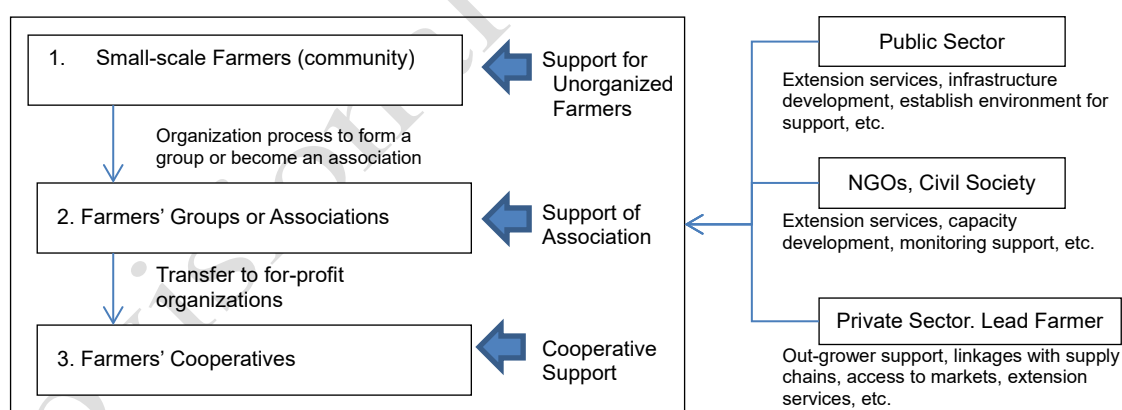 1. Small-scale Farmers (community)
Support for
Unorganized
Farmers
Organization process to form a
group or become an association
2. Farmers' Groups or Associations
Support of
Association
Transfer to for-profit
organizations
3. Farmers' Cooperatives
Cooperative
Support
Public Sector
Extension services, infrastructure
development, establish environment for
support, etc.
NGOs, Civil Society
Extension services, capacity
development, monitoring support, etc.
Private Sector. Lead Farmer
Out-grower support, linkages with supply
chains, access to markets, extension
services, etc.